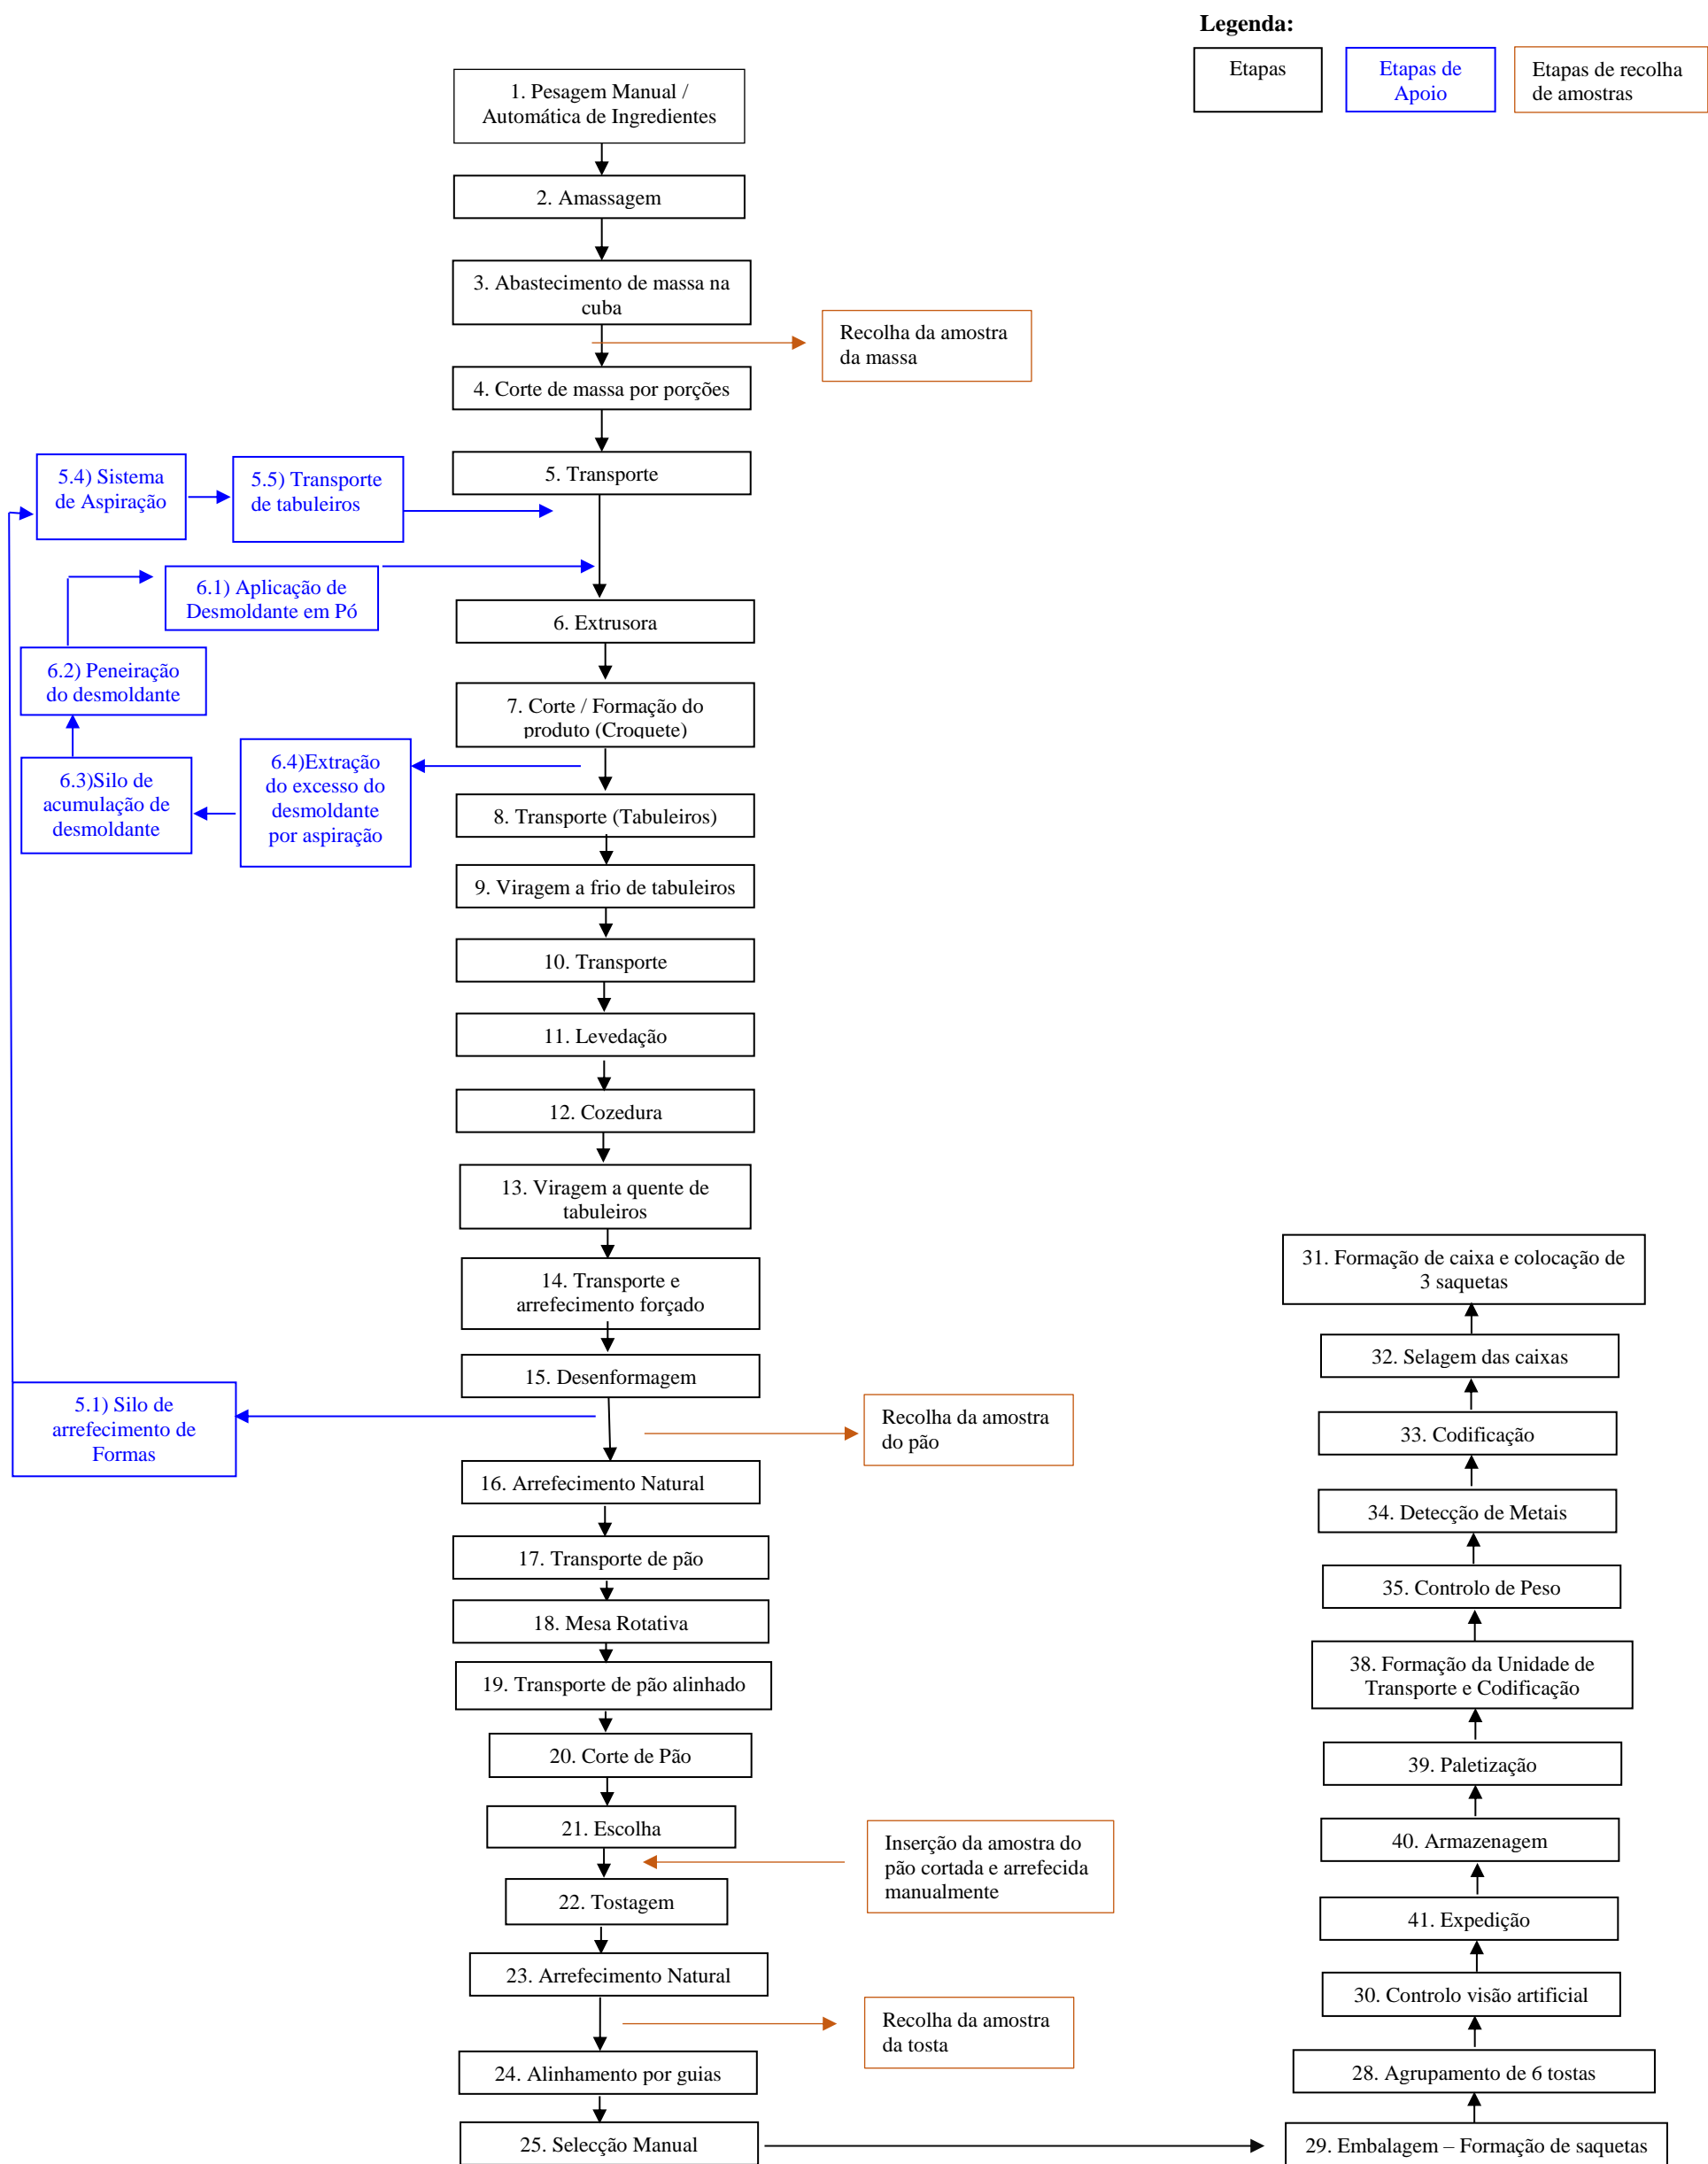 Legenda:
Etapas
Etapas de
Apoio
Etapas de recolha
de amostras
1. Pesagem Manual /
Automática de Ingredientes
2. Amassagem
3. Abastecimento de massa na
cuba
Recolha da amostra
da massa
4. Corte de massa por porções
5. Transporte
5.4) Sistema
de Aspiração
5.5) Transporte
de tabuleiros
6.1) Aplicação de
Desmoldante em Pó
6. Extrusora
6.2) Peneiração
do desmoldante
7. Corte / Formação do
produto (Croquete)
6.3)Silo de
acumulação de
desmoldante
6.4)Extração
do excesso do
desmoldante
por aspiração
8. Transporte (Tabuleiros)
9. Viragem a frio de tabuleiros
10. Transporte
11. Levedação
12. Cozedura
13. Viragem a quente de
tabuleiros
14. Transporte e
arrefecimento forçado
15. Desenformagem
5.1) Silo de
arrefecimento de
Formas
Recolha da amostra
do pão
16. Arrefecimento Natural
17. Transporte de pão
18. Mesa Rotativa
19. Transporte de pão alinhado
20. Corte de Pão
21. Escolha
Inserção da amostra do
pão cortada e arrefecida
manualmente
22. Tostagem
23. Arrefecimento Natural
Recolha da amostra
da tosta
24. Alinhamento por guias
25. Selecção Manual
31. Formação de caixa e colocação de
3 saquetas
32. Selagem das caixas
33. Codificação
34. Detecção de Metais
35. Controlo de Peso
38. Formação da Unidade de
Transporte e Codificação
39. Paletização
40. Armazenagem
41. Expedição
30. Controlo visão artificial
28. Agrupamento de 6 tostas
29. Embalagem – Formação de saquetas